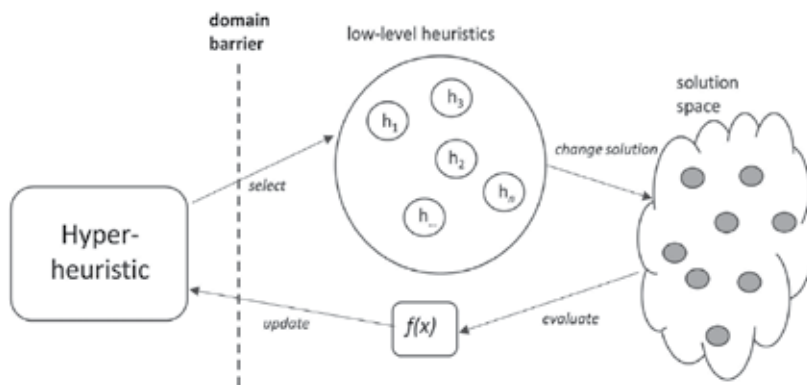 domain
barrier
low-level heuristics
solution
space
h1
h3
h2
hn
h...
change solution
select
Hyper-
heuristic
f(x)
update
evaluate